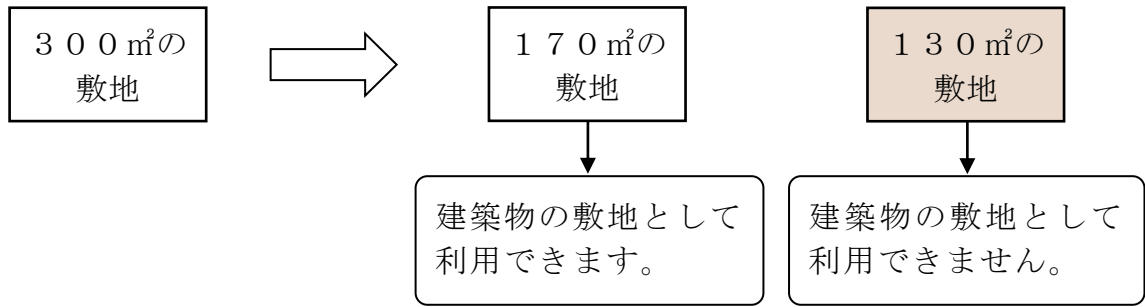 ３００㎡の
敷地
１７０㎡の
敷地
１３０㎡の
敷地
建築物の敷地として
利用できます。
建築物の敷地として
利用できません。